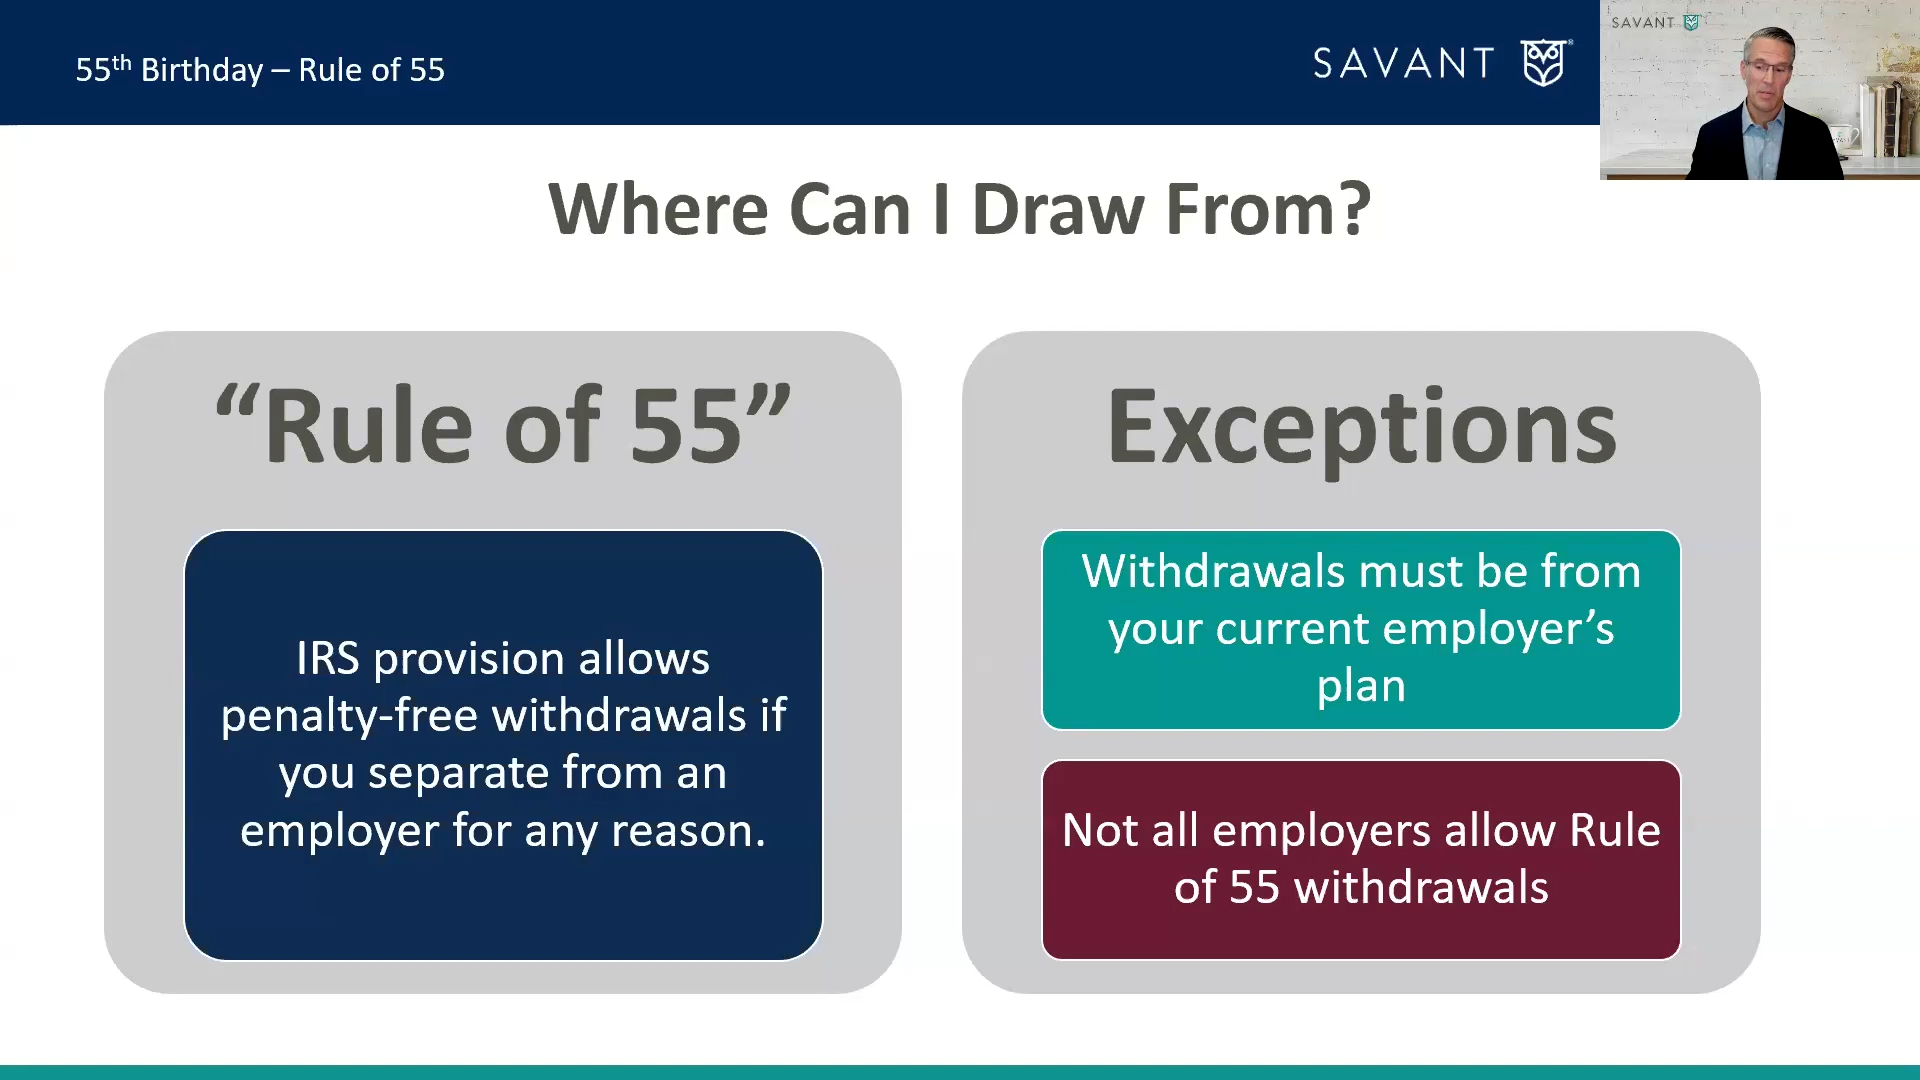 55th Birthday – Rule of 55
SAVANT
SAVANT
Where Can I Draw From?
“Rule of 55”
IRS provision allows
penalty-free withdrawals if
you separate from an
employer for any reason.
Exceptions
Withdrawals must be from
your current employer’s
plan
Not all employers allow Rule
of 55 withdrawals